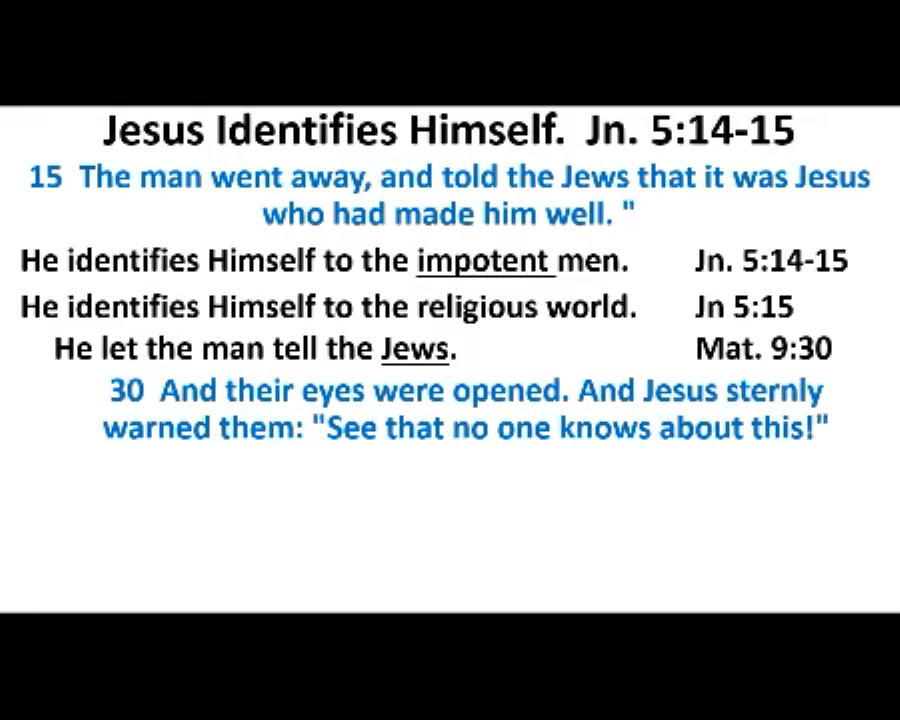 Jesus Identifies Himself. Jn. 5:14-15
15 The man went away, and told the Jews that it was Jesus
who had made him well. "
He identifies Himself to the impotent men. Jn. 5:14-15
He identifies Himself to the religious world. Jn 5:15
He let the man tell the Jews. Mat. 9:30
30 And their eyes were opened. And Jesus sternly
warned them: "See that no one knows about this!"